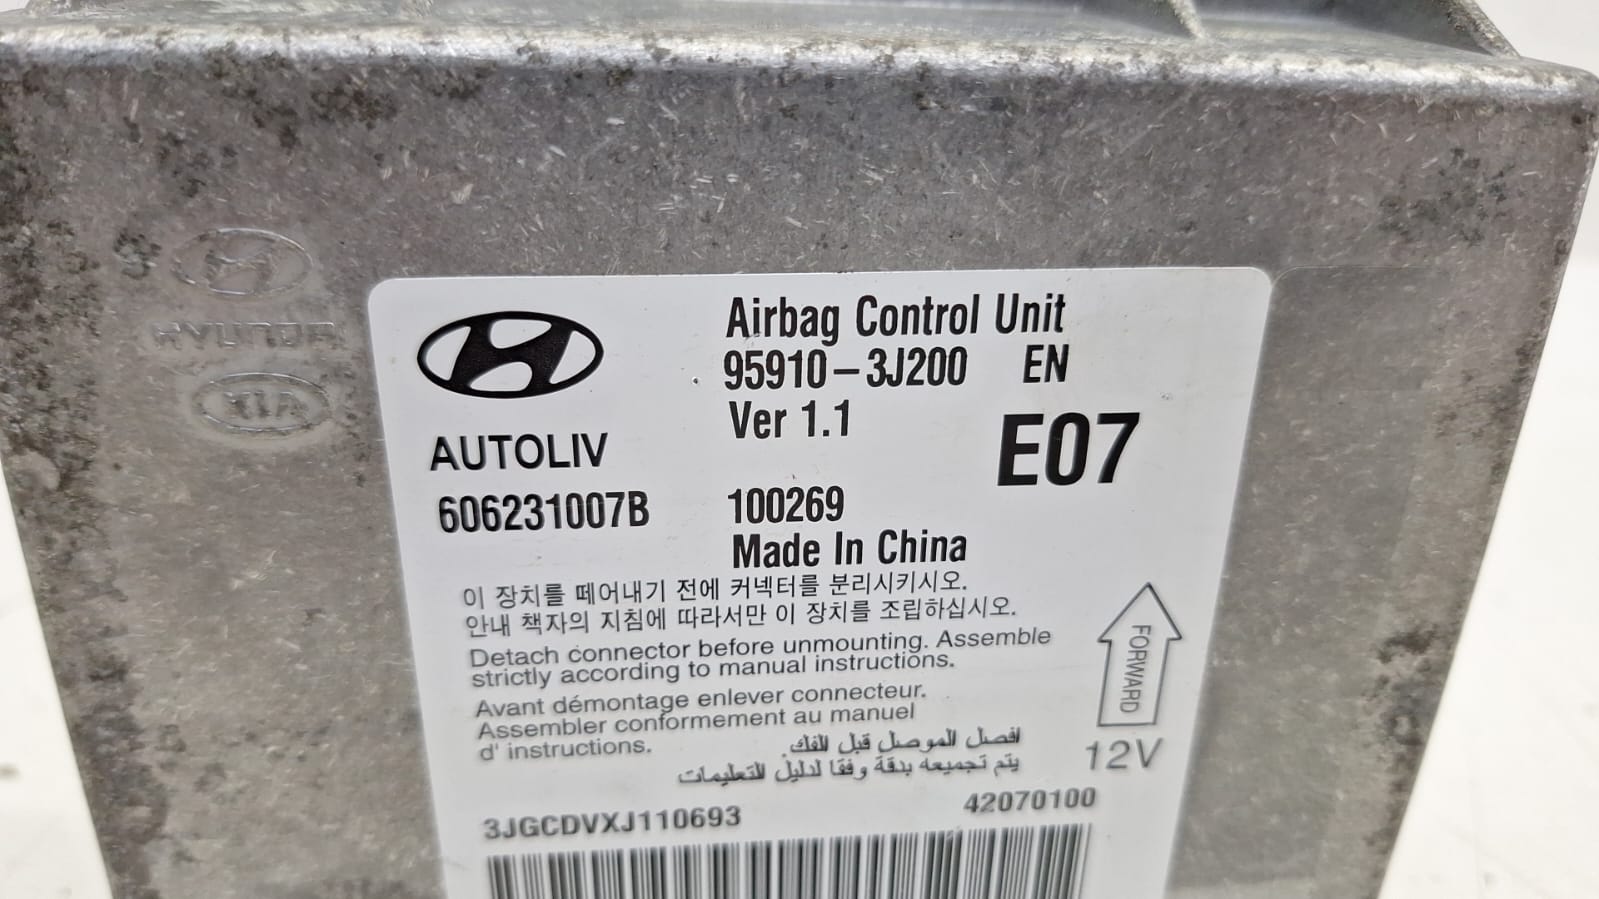 HYUNDAI
KIA
Airbag Control Unit
95910-3J200 EN
Ver 1.1
E07
AUTOLIV
606231007B
100269
Made In China
이 장치를 떼어내기 전에 커넥터를 분리시키시오.
안내 책자의 지침에 따라서만 이 장치를 조립하십시오.
Detach connector before unmounting. Assemble
strictly according to manual instructions.
Avant démontage enlever connecteur.
Assembler conformement au manuel
d' instructions.
افصل الموصل قبل الفك.
يتم تجميعه بدقة وفقا لدليل التعليمات
FORWARD
12V
3JGCDVXJ110693
42070100